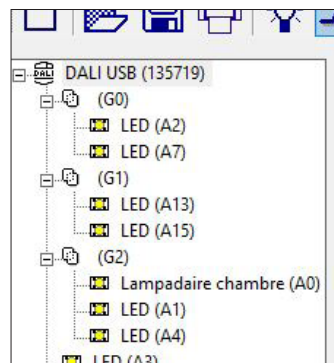 DALI USB (135719)
(G0)
LED (A2)
LED (A7)
(G1)
LED (A13)
LED (A15)
(G2)
Lampadaire chambre (A0)
LED (A1)
LED (A4)
LED (A3)